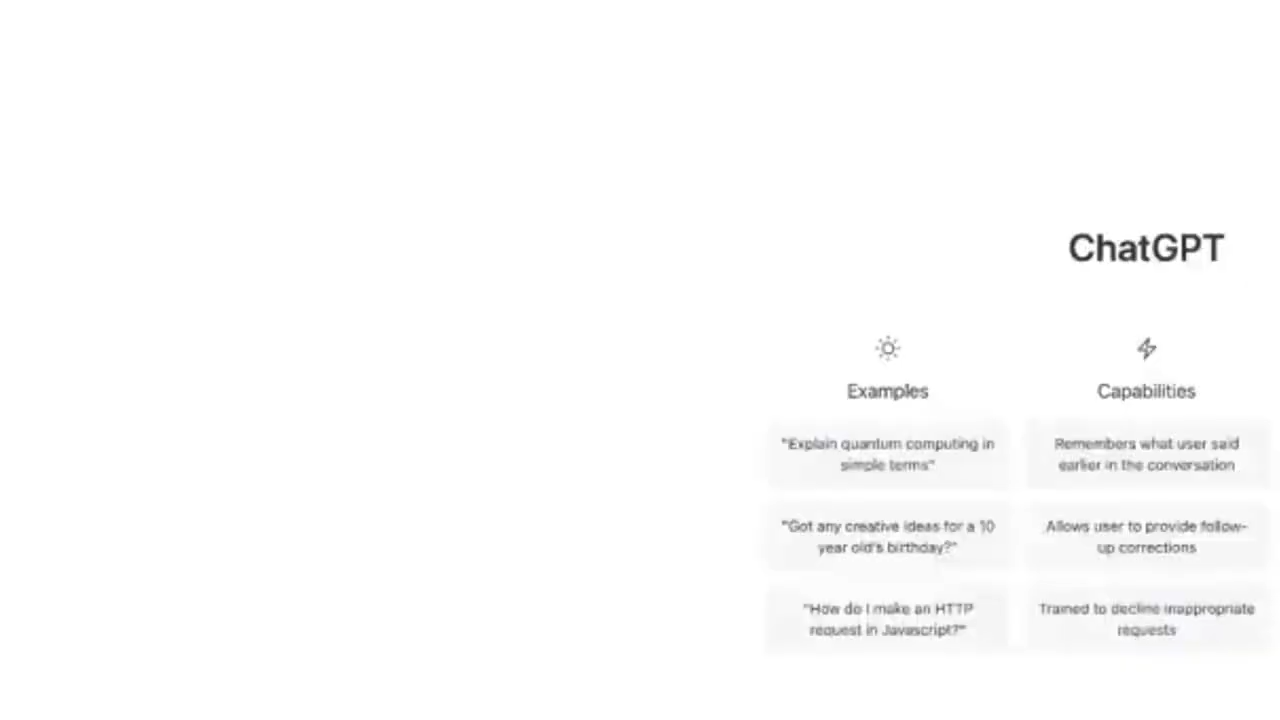 ChatGPT
Examples
"Explain quantum computing in
simple terms"
"Got any creative ideas for a 10
year old's birthday?"
"How do I make an HTTP
request in Javascript?"
Capabilities
Remembers what user said
earlier in the conversation
Allows user to provide follow-
up corrections
Trained to decline inappropriate
requests